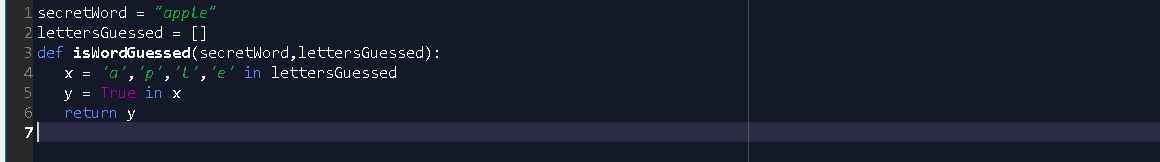 1 secretWord = "apple"
2 lettersGuessed = []
3 def isWordGuessed(secretWord,lettersGuessed):
4     x = 'a','p','l','e' in lettersGuessed
5     y = True in x
6     return y
7